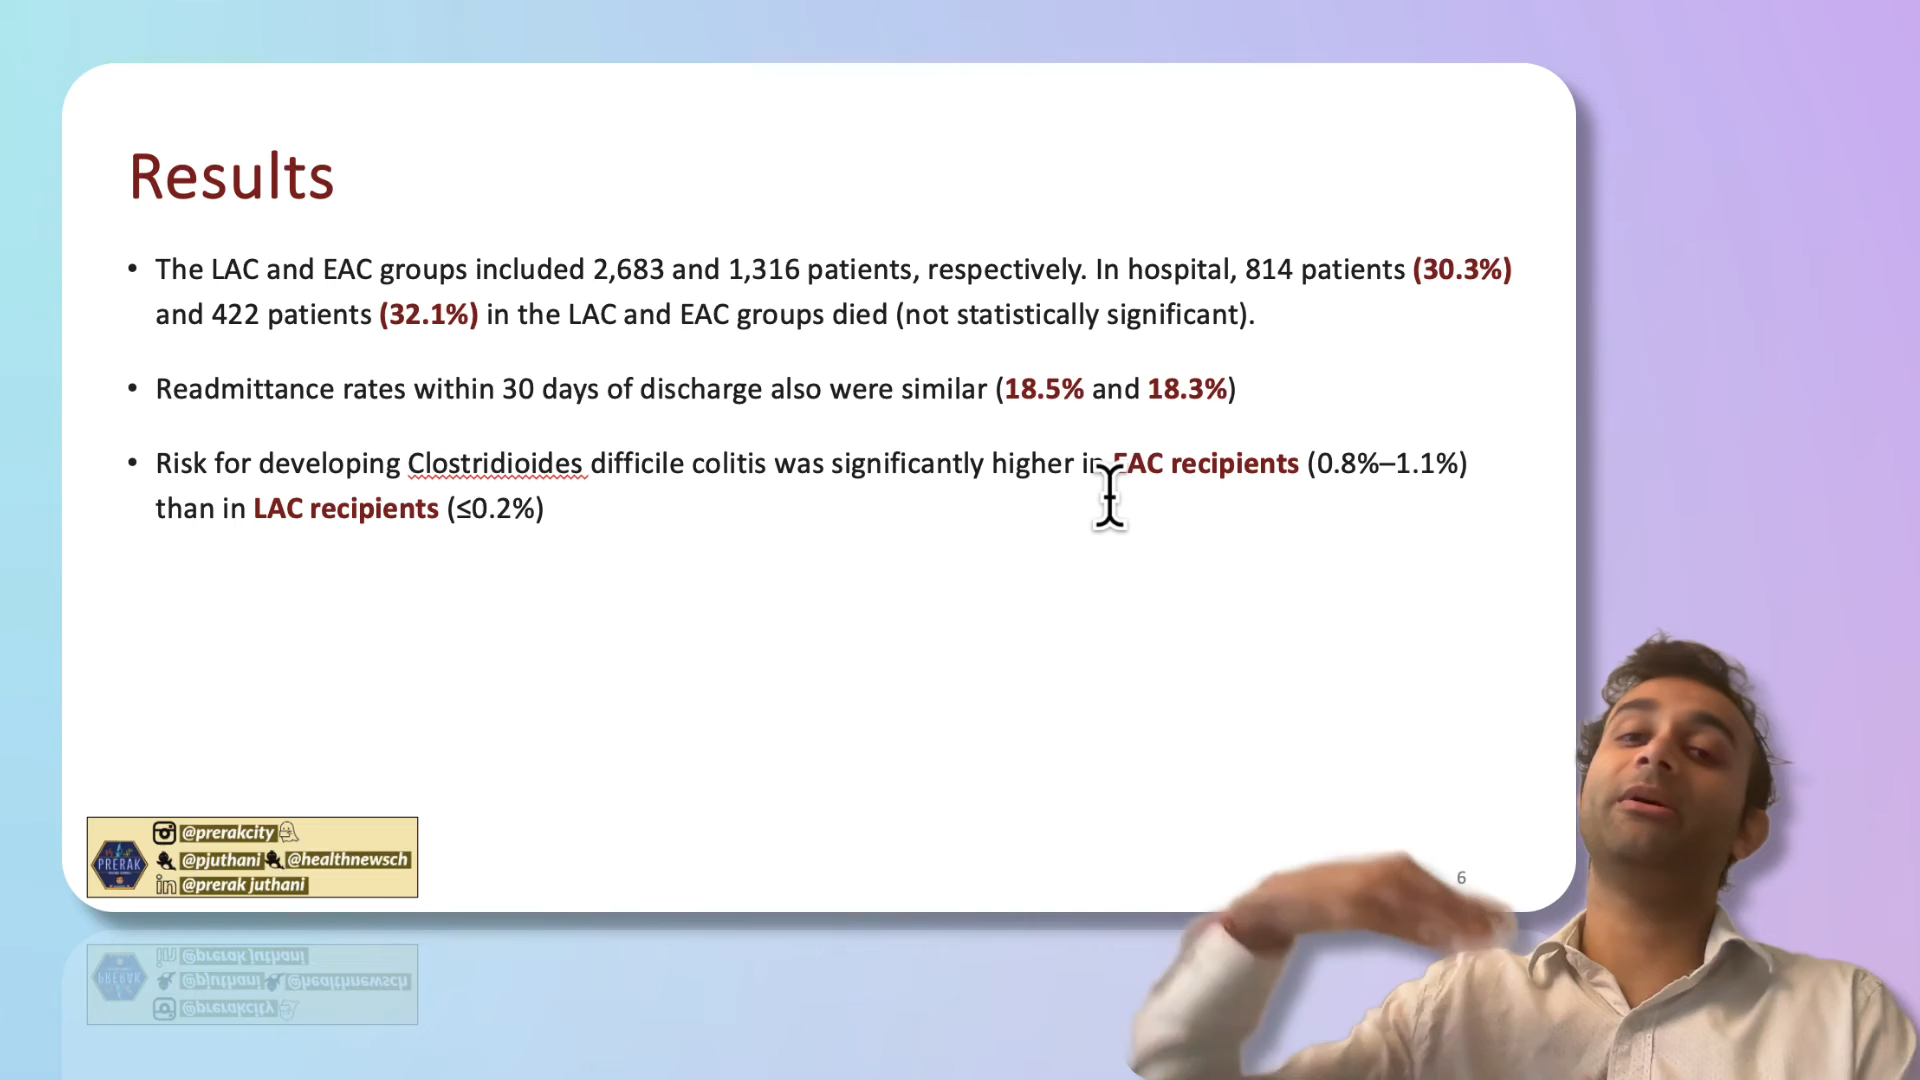 Results
• The LAC and EAC groups included 2,683 and 1,316 patients, respectively. In hospital, 814 patients (30.3%)
and 422 patients (32.1%) in the LAC and EAC groups died (not statistically significant).
• Readmittance rates within 30 days of discharge also were similar (18.5% and 18.3%)
• Risk for developing Clostridioides difficile colitis was significantly higher in EAC recipients (0.8%–1.1%)
than in LAC recipients (≤0.2%)
@prerakcity
PRERAK
@pjuthani @healthnewsch
in @prerak juthani
6